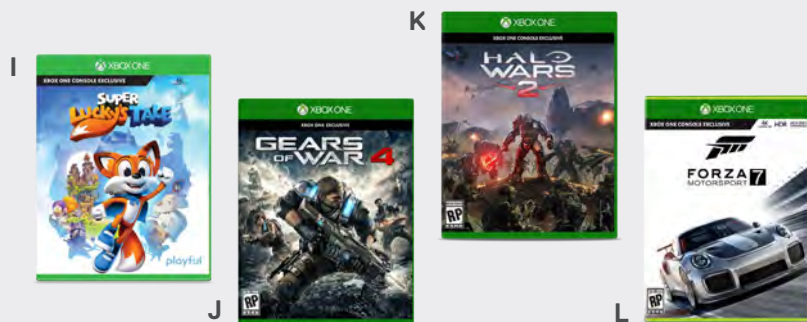 I
XBOX ONE
XBOX ONE CONSOLE EXCLUSIVE
SUPER
LUCKY'S TALE
playful
J
XBOX ONE
XBOX ONE EXCLUSIVE
GEARS
OF WAR 4
RP
K
XBOX ONE
XBOX ONE CONSOLE EXCLUSIVE
HALO
WARS
2
RP
L
XBOX ONE
XBOX ONE CONSOLE EXCLUSIVE
4K HDR
FORZA
MOTORSPORT 7
RP